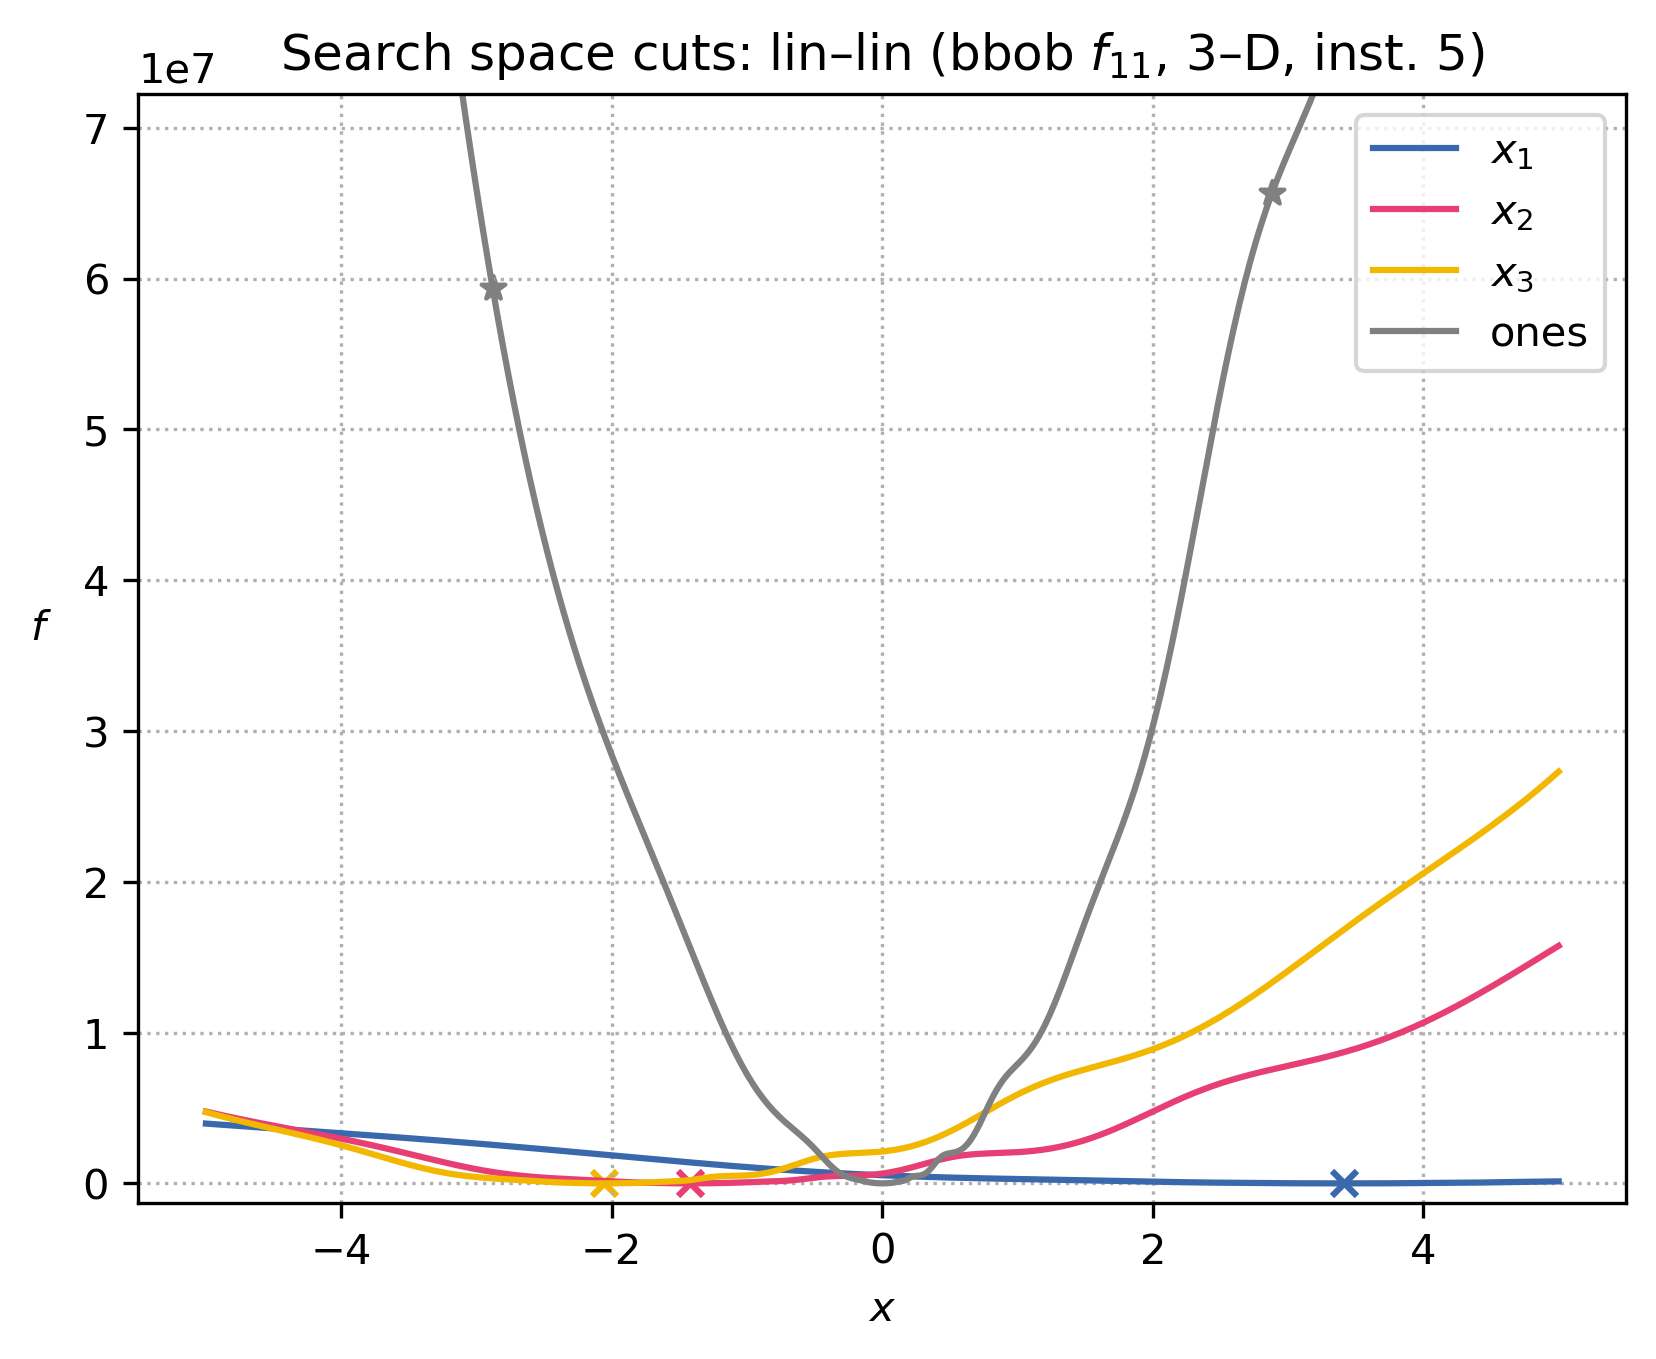 Search space cuts: lin–lin (bbob f₁₁, 3–D, inst. 5)
1e7
7
6
5
4
3
2
1
0
f
−4
−2
0
2
4
x
x₁
x₂
x₃
ones